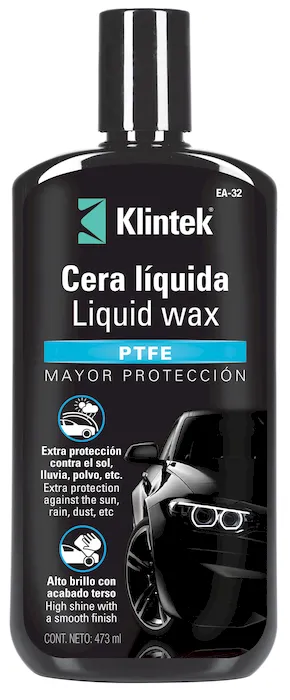 EA-32
Klintek®
Cera líquida
Liquid wax
PTFE
MAYOR PROTECCIÓN
Extra protección
contra el sol,
lluvia, polvo, etc.
Extra protection
against the sun,
rain, dust, etc
Alto brillo con
acabado terso
High shine with
a smooth finish
CONT. NETO: 473 ml